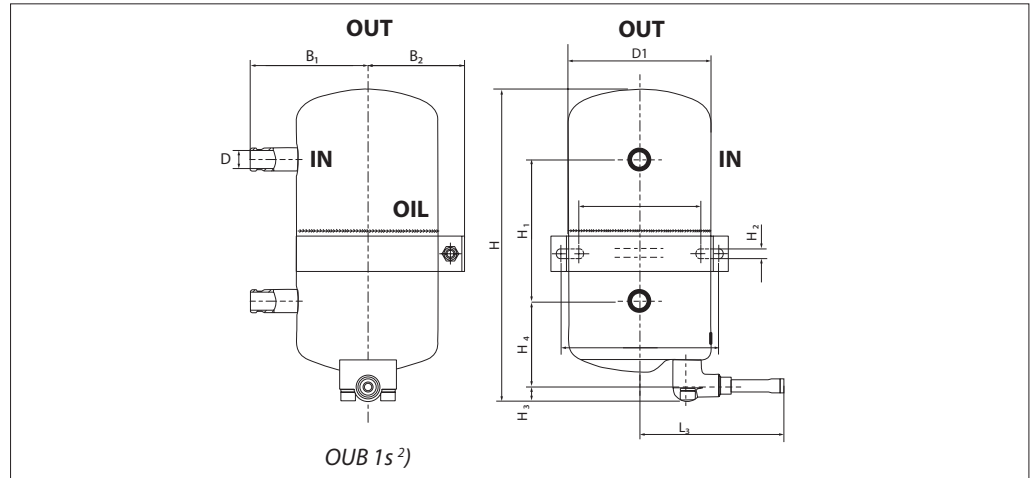 OUT
OUT
B₁
B₂
D1
D
IN
IN
OIL
H
H₁
H₂
H₄
H₃
L₃
OUB 1s ²)